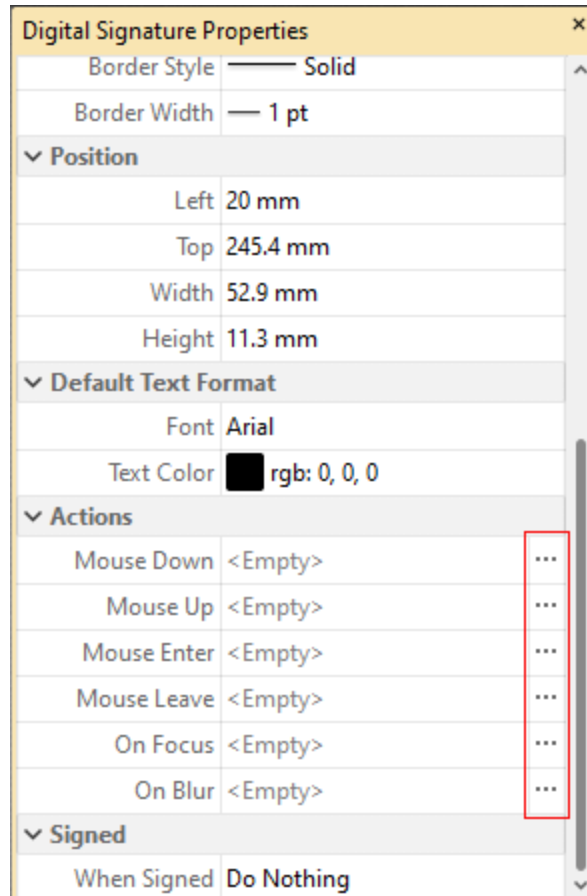 Digital Signature Properties
Border Style Solid
Border Width 1 pt
Position
Left 20 mm
Top 245.4 mm
Width 52.9 mm
Height 11.3 mm
Default Text Format
Font Arial
Text Color rgb: 0, 0, 0
Actions
Mouse Down <Empty> ...
Mouse Up <Empty> ...
Mouse Enter <Empty> ...
Mouse Leave <Empty> ...
On Focus <Empty> ...
On Blur <Empty> ...
Signed
When Signed Do Nothing